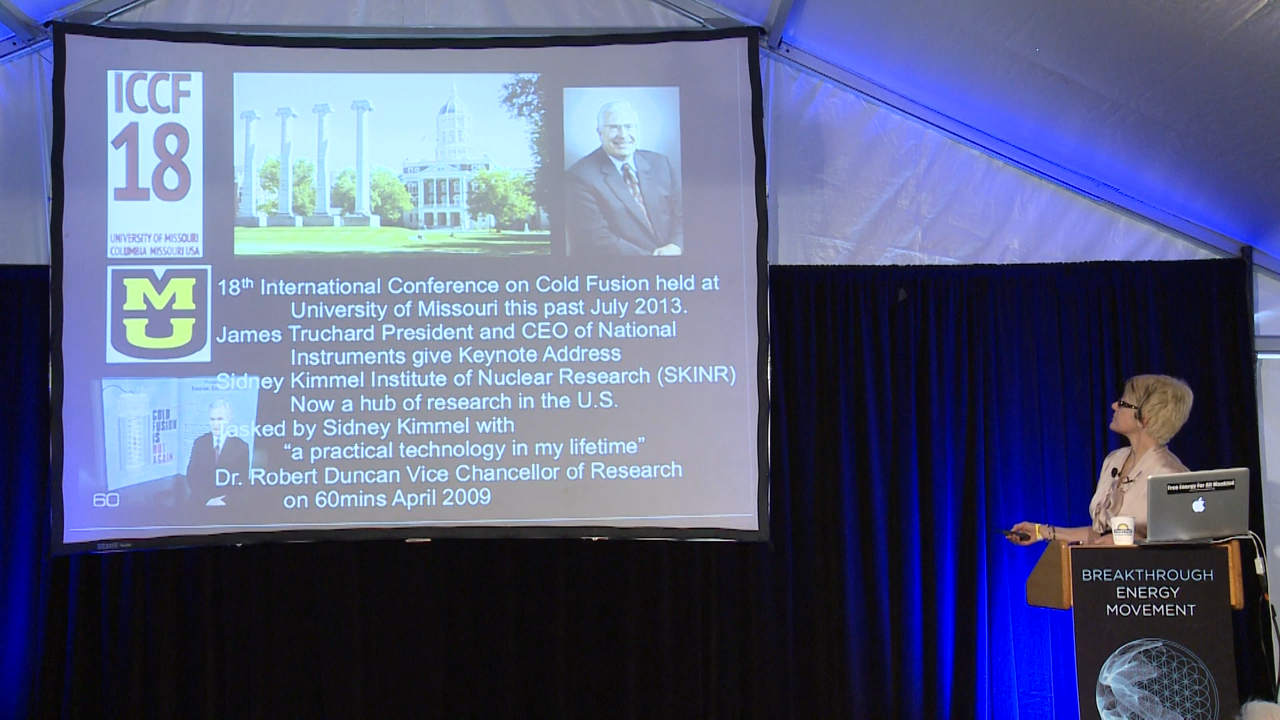 ICCF
18
UNIVERSITY OF MISSOURI
COLUMBIA MISSOURI USA
MU
18th International Conference on Cold Fusion held at
University of Missouri this past July 2013.
James Truchard President and CEO of National
Instruments give Keynote Address
Sidney Kimmel Institute of Nuclear Research (SKINR)
Now a hub of research in the U.S.
Tasked by Sidney Kimmel with
“a practical technology in my lifetime”
Dr. Robert Duncan Vice Chancellor of Research
on 60mins April 2009
COLD
FUSION
IS
HOT
AGAIN
60
Free Energy For All Mankind
BREAKTHROUGH
ENERGY
MOVEMENT